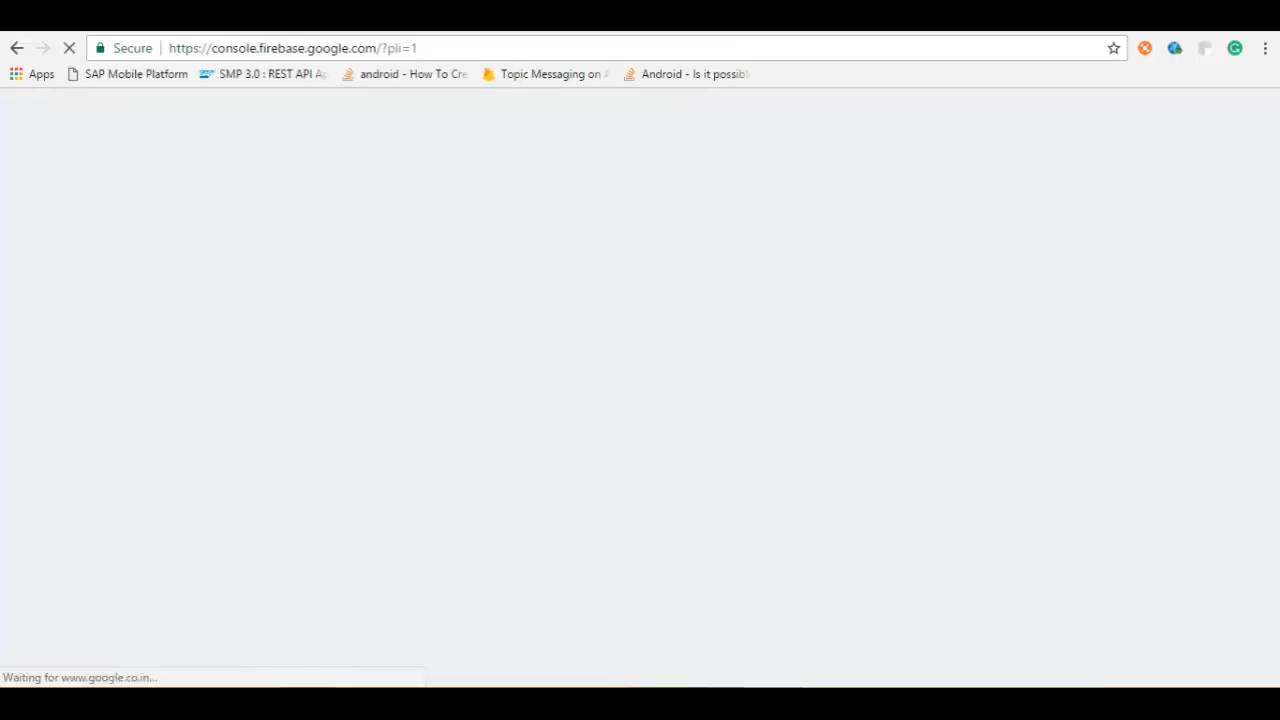 Secure https://console.firebase.google.com/?pli=1
Apps SAP Mobile Platform SMP 3.0 : REST API Ap android - How To Cre Topic Messaging on A Android - Is it possib
Waiting for www.google.co.in...